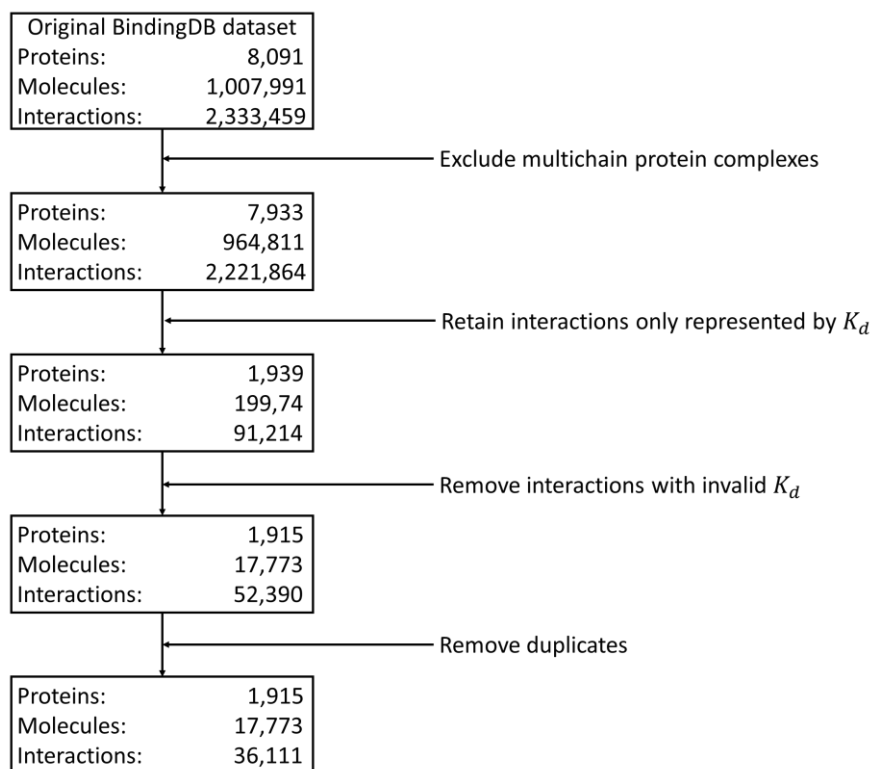 Original BindingDB dataset
Proteins: 8,091
Molecules: 1,007,991
Interactions: 2,333,459
Exclude multichain protein complexes
Proteins: 7,933
Molecules: 964,811
Interactions: 2,221,864
Retain interactions only represented by K_d
Proteins: 1,939
Molecules: 199,74
Interactions: 91,214
Remove interactions with invalid K_d
Proteins: 1,915
Molecules: 17,773
Interactions: 52,390
Remove duplicates
Proteins: 1,915
Molecules: 17,773
Interactions: 36,111